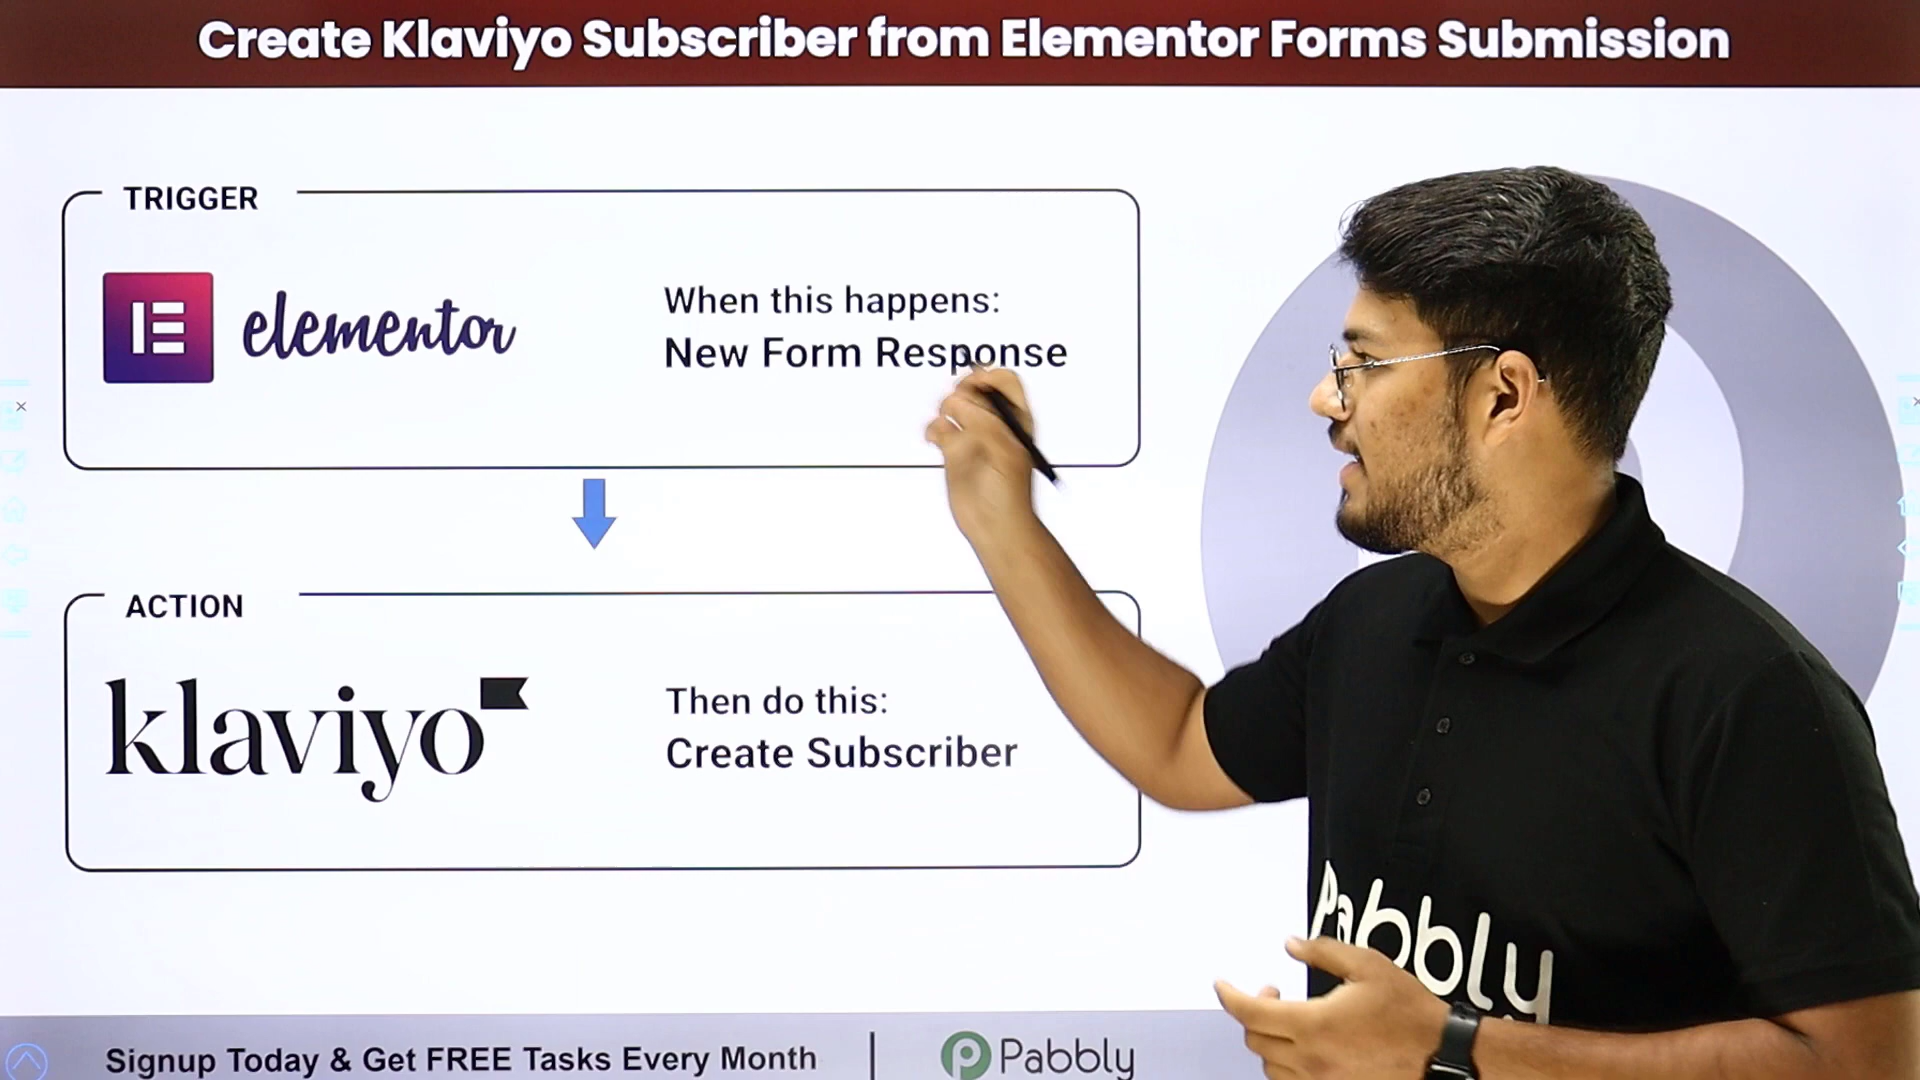 Create Klaviyo Subscriber from Elementor Forms Submission
TRIGGER
elementor
When this happens:
New Form Response
ACTION
klaviyo
Then do this:
Create Subscriber
Pabbly
Signup Today & Get FREE Tasks Every Month | Pabbly